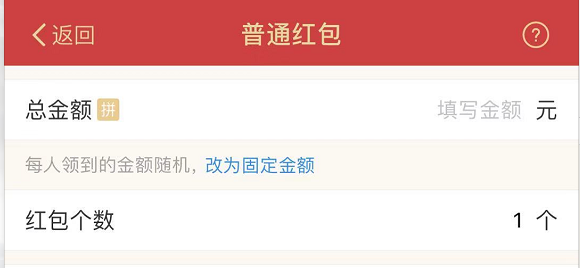 返回 普通红包 ?
总金额 拼 填写金额 元
每人领到的金额随机，改为固定金额
红包个数 1 个